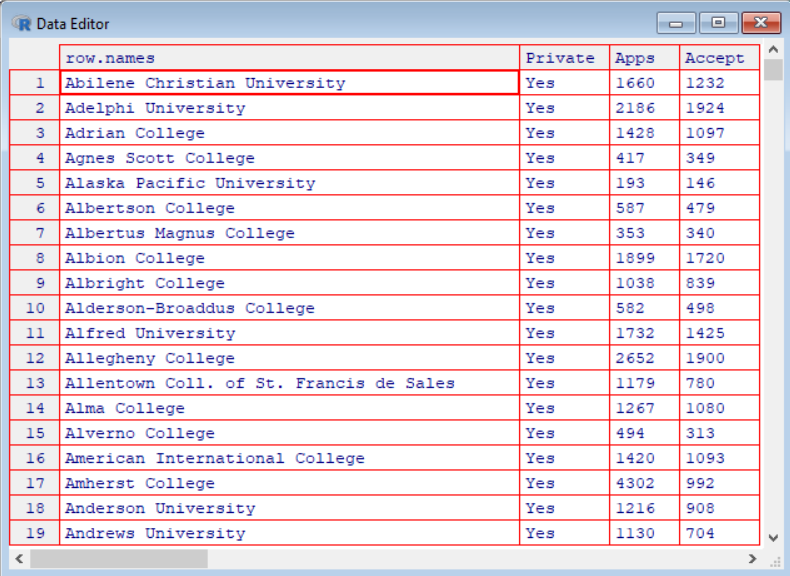 R Data Editor
row.names Private Apps Accept
1 Abilene Christian University Yes 1660 1232
2 Adelphi University Yes 2186 1924
3 Adrian College Yes 1428 1097
4 Agnes Scott College Yes 417 349
5 Alaska Pacific University Yes 193 146
6 Albertson College Yes 587 479
7 Albertus Magnus College Yes 353 340
8 Albion College Yes 1899 1720
9 Albright College Yes 1038 839
10 Alderson-Broaddus College Yes 582 498
11 Alfred University Yes 1732 1425
12 Allegheny College Yes 2652 1900
13 Allentown Coll. of St. Francis de Sales Yes 1179 780
14 Alma College Yes 1267 1080
15 Alverno College Yes 494 313
16 American International College Yes 1420 1093
17 Amherst College Yes 4302 992
18 Anderson University Yes 1216 908
19 Andrews University Yes 1130 704